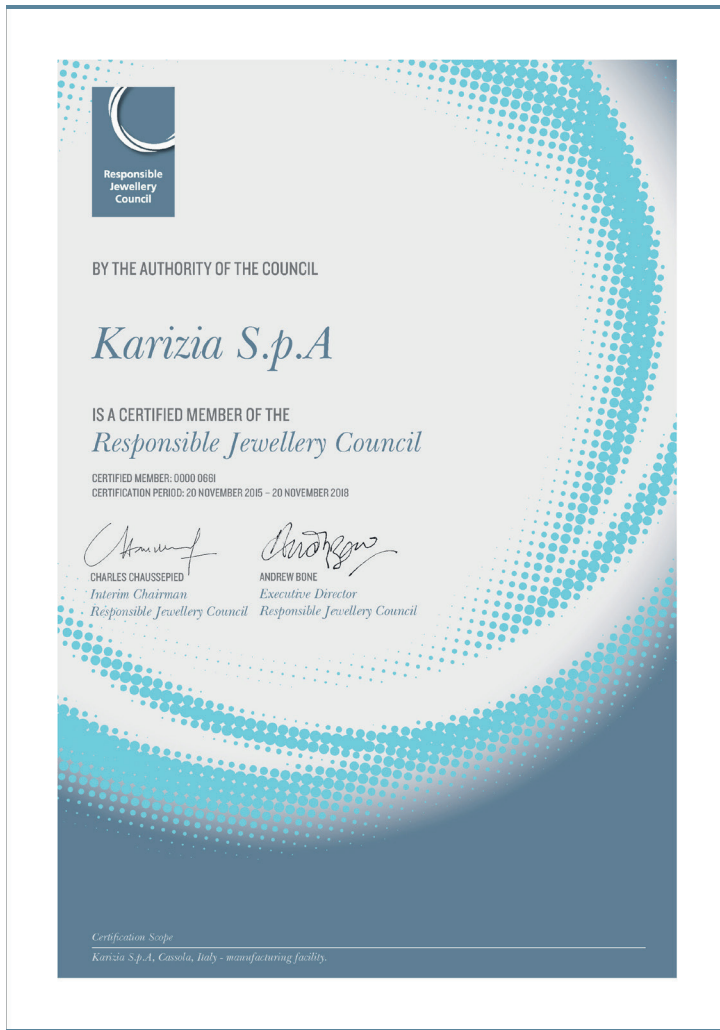 Responsible
Jewellery
Council
BY THE AUTHORITY OF THE COUNCIL
Karizia S.p.A
IS A CERTIFIED MEMBER OF THE
Responsible Jewellery Council
CERTIFIED MEMBER: 0000 0661
CERTIFICATION PERIOD: 20 NOVEMBER 2015 – 20 NOVEMBER 2018
CHARLES CHAUSSEPIED
Interim Chairman
Responsible Jewellery Council
ANDREW BONE
Executive Director
Responsible Jewellery Council
Certification Scope
Karizia S.p.A, Cassola, Italy - manufacturing facility.